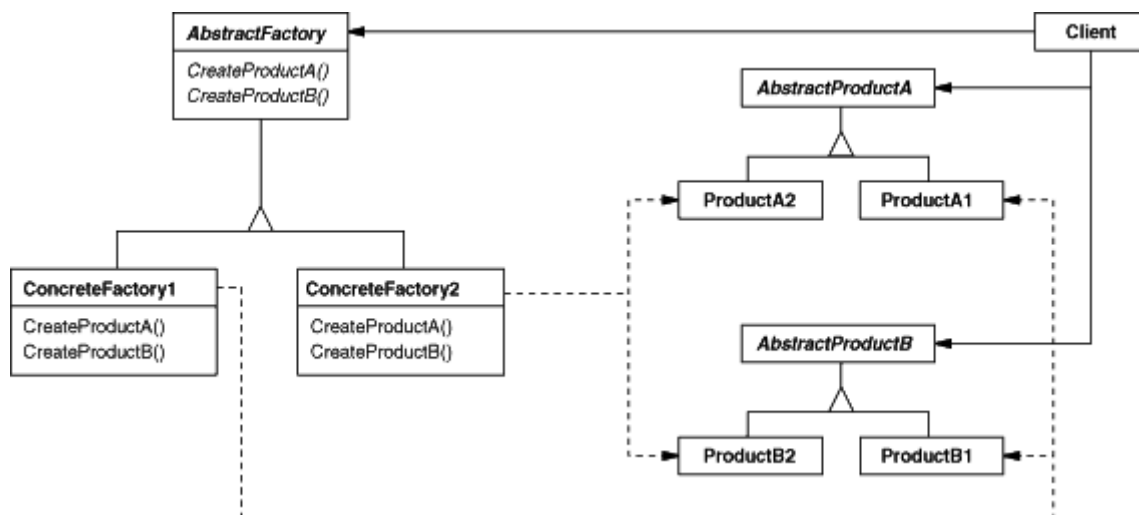 AbstractFactory
CreateProductA()
CreateProductB()
Client
AbstractProductA
ProductA2
ProductA1
ConcreteFactory1
CreateProductA()
CreateProductB()
ConcreteFactory2
CreateProductA()
CreateProductB()
AbstractProductB
ProductB2
ProductB1